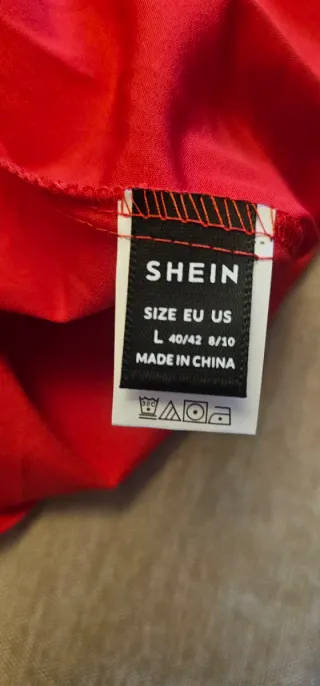 SHEIN
SIZE EU US
L 40/42 8/10
MADE IN CHINA